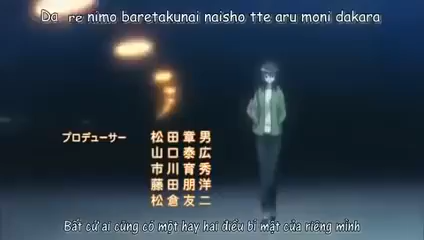 Da re nimo baretakunai naisho tte aru moni dakara
プロデューサー
松田章男
山口泰広
市川育秀
藤田朋洋
松倉友二
Bất cứ ai cũng có một hay hai điều bí mật của riêng mình